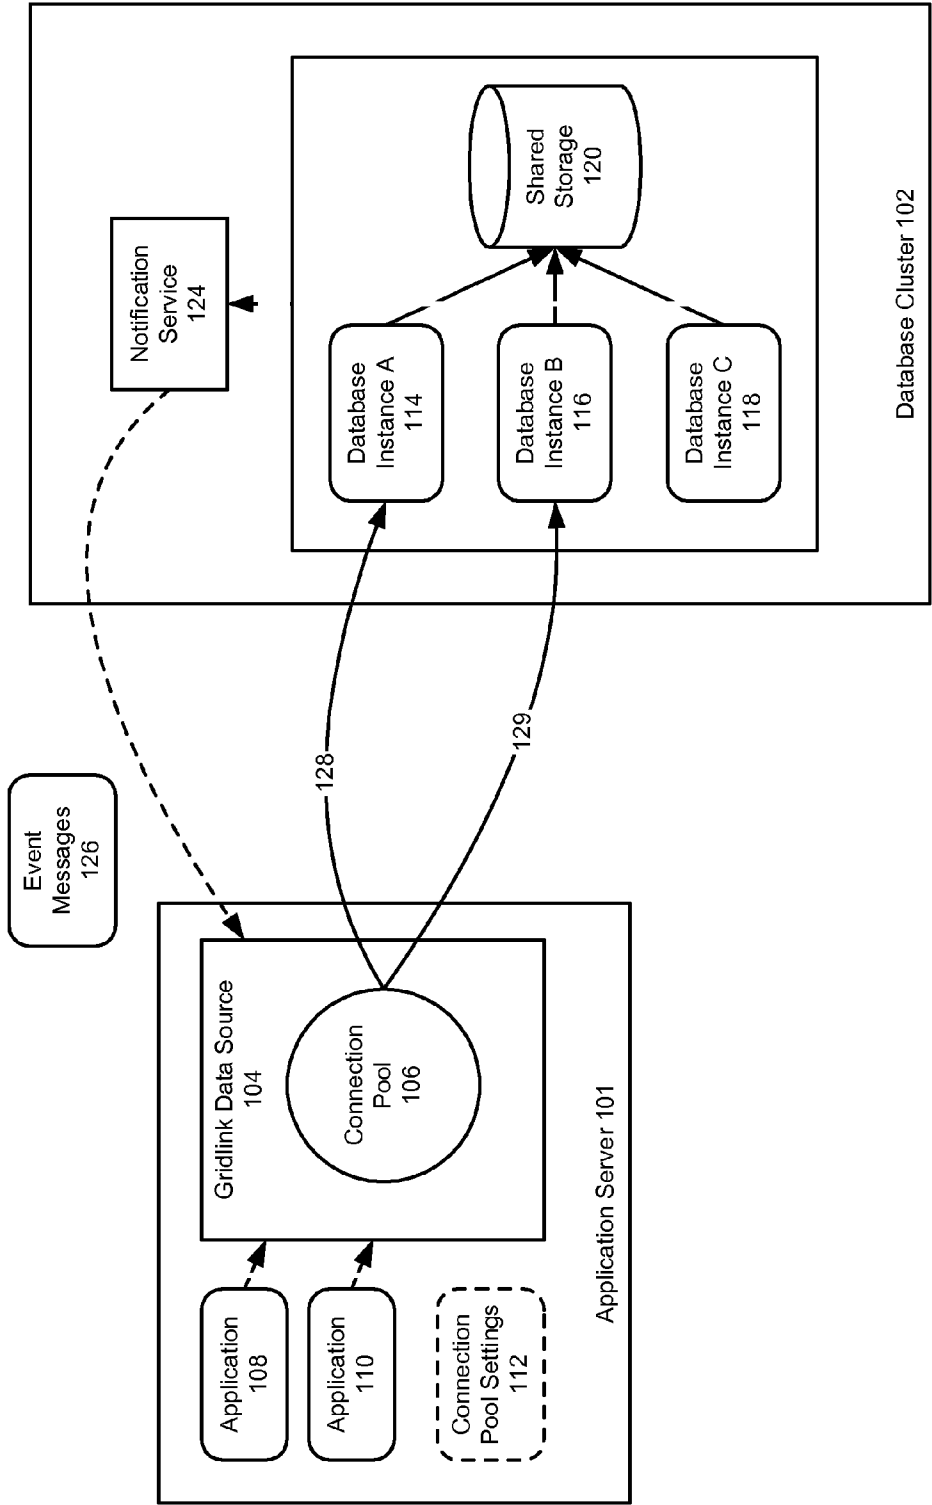 Application
108
Application
110
Connection
Pool Settings
112
Gridlink Data Source
104
Connection
Pool
106
Application Server 101
Event
Messages
126
128
129
Notification
Service
124
Database
Instance A
114
Database
Instance B
116
Database
Instance C
118
Shared
Storage
120
Database Cluster 102